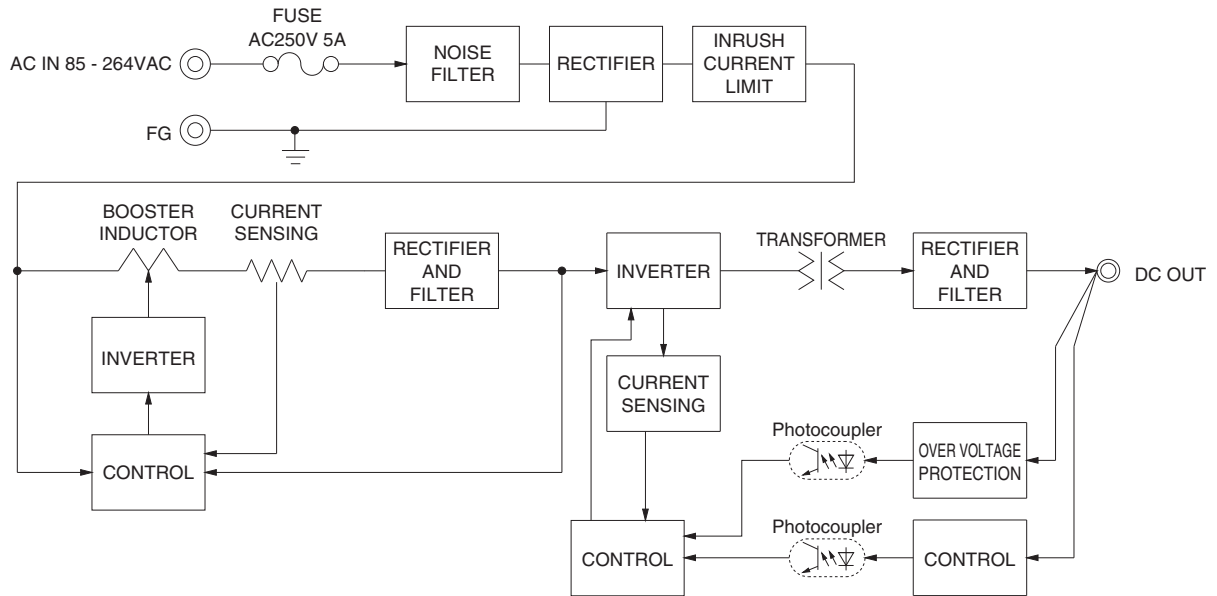 FUSE
AC250V 5A
AC IN 85 - 264VAC
NOISE
FILTER
RECTIFIER
INRUSH
CURRENT
LIMIT
FG
BOOSTER
INDUCTOR
CURRENT
SENSING
RECTIFIER
AND
FILTER
INVERTER
TRANSFORMER
RECTIFIER
AND
FILTER
DC OUT
INVERTER
CURRENT
SENSING
CONTROL
Photocoupler
OVER VOLTAGE
PROTECTION
CONTROL
Photocoupler
CONTROL